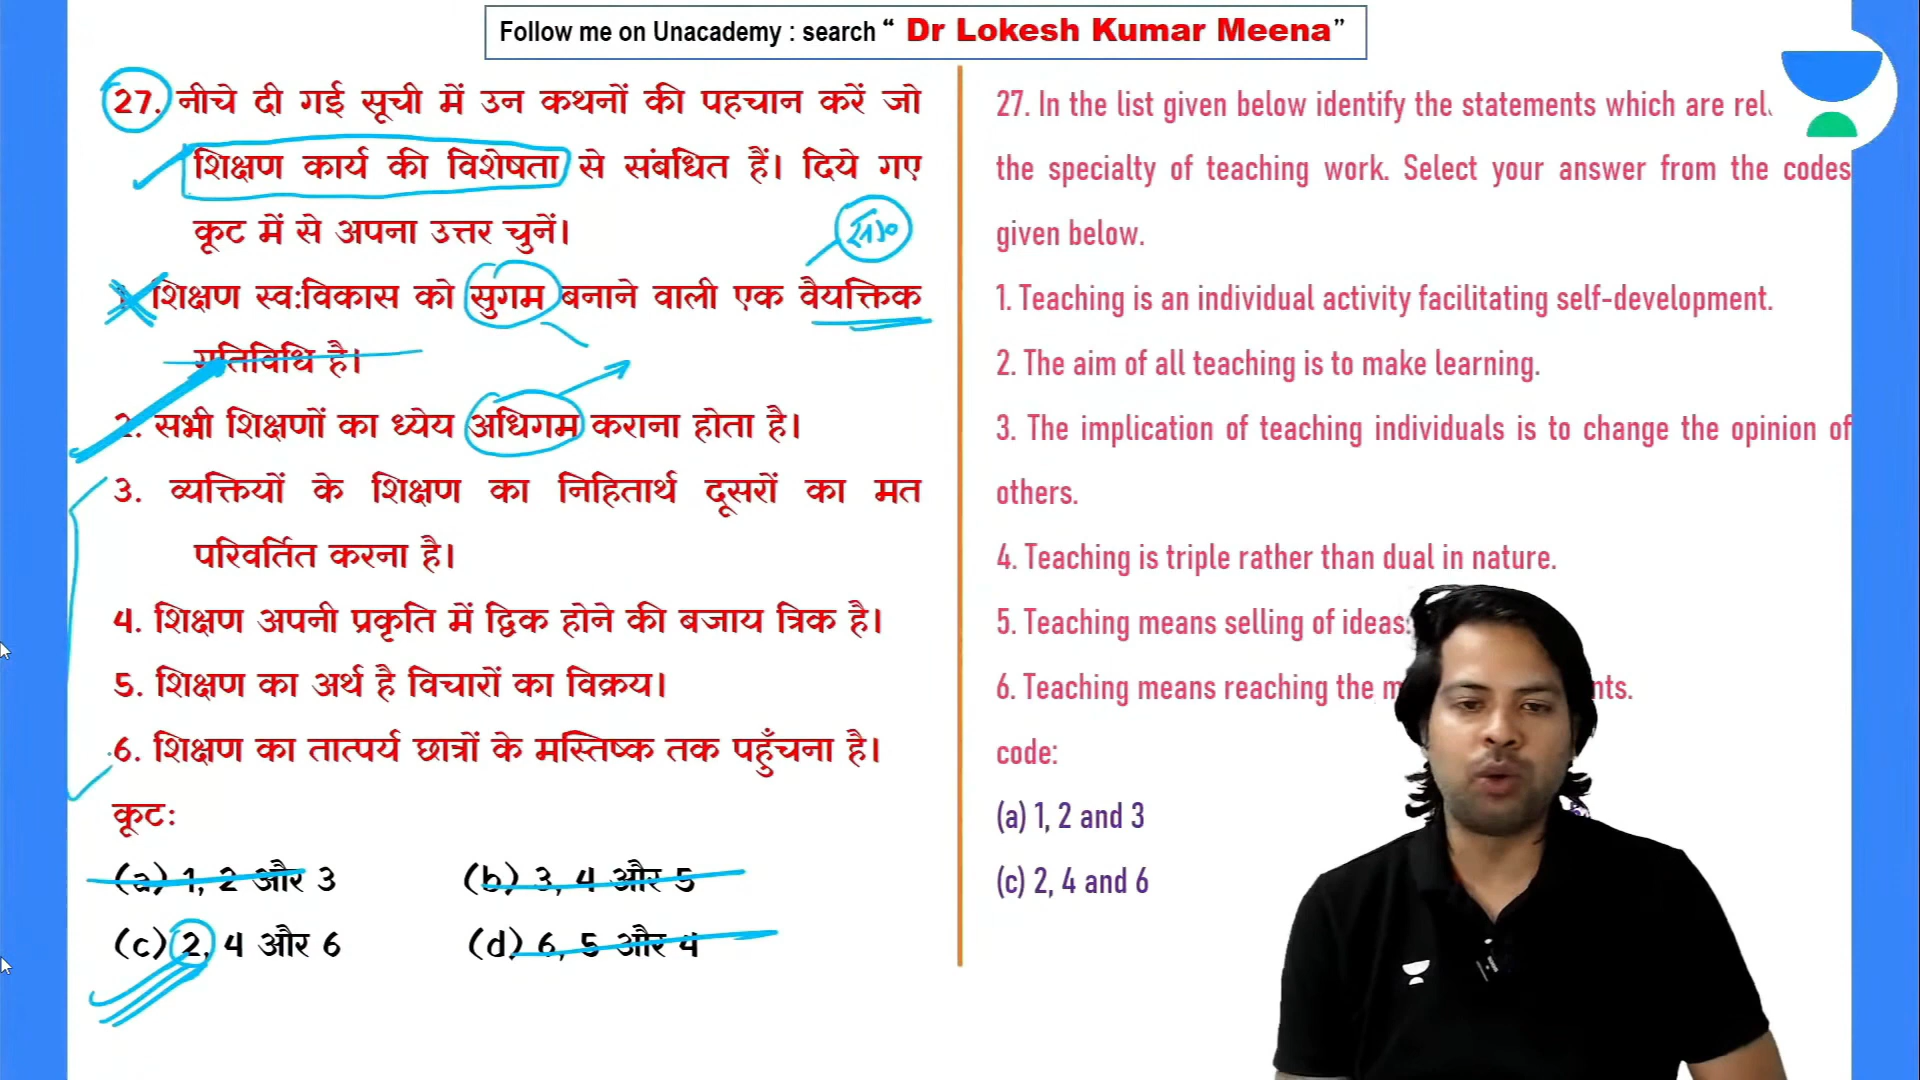 Follow me on Unacademy : search “ Dr Lokesh Kumar Meena”
27. नीचे दी गई सूची में उन कथनों की पहचान करें जो
शिक्षण कार्य की विशेषता से संबधित हैं। दिये गए
कूट में से अपना उत्तर चुनें।
1. शिक्षण स्व:विकास को सुगम बनाने वाली एक वैयक्तिक
गतिविधि है।
2. सभी शिक्षणों का ध्येय अधिगम कराना होता है।
3. व्यक्तियों के शिक्षण का निहितार्थ दूसरों का मत
परिवर्तित करना है।
4. शिक्षण अपनी प्रकृति में द्विक होने की बजाय त्रिक है।
5. शिक्षण का अर्थ है विचारों का विक्रय।
6. शिक्षण का तात्पर्य छात्रों के मस्तिष्क तक पहुँचना है।
कूट:
(a) 1, 2 और 3 (b) 3, 4 और 5
(c) 2, 4 और 6 (d) 6, 5 और 4
27. In the list given below identify the statements which are
the specialty of teaching work. Select your answer from the codes
given below.
1. Teaching is an individual activity facilitating self-development.
2. The aim of all teaching is to make learning.
3. The implication of teaching individuals is to change the opinion of
others.
4. Teaching is triple rather than dual in nature.
5. Teaching means selling of ideas.
6. Teaching means reaching the
code:
(a) 1, 2 and 3
(c) 2, 4 and 6